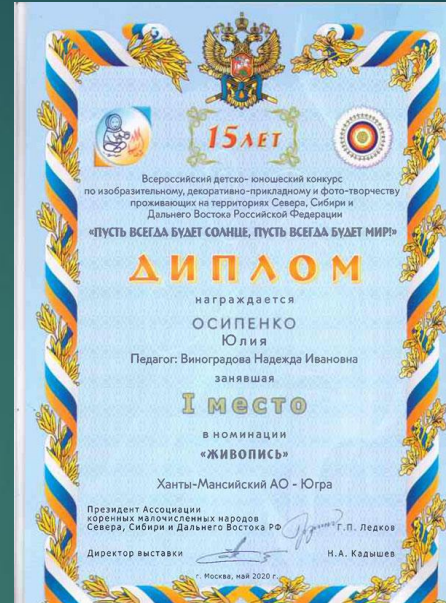 15 ЛЕТ
Всероссийский детско- юношеский конкурс
по изобразительному, декоративно-прикладному и фото-творчеству
проживающих на территориях Севера, Сибири и
Дальнего Востока Российской Федерации
«ПУСТЬ ВСЕГДА БУДЕТ СОЛНЦЕ, ПУСТЬ ВСЕГДА БУДЕТ МИР!»
ДИПЛОМ
награждается
ОСИПЕНКО
Юлия
Педагог: Виноградова Надежда Ивановна
занявшая
I место
в номинации
«ЖИВОПИСЬ»
Ханты-Мансийский АО - Югра
Президент Ассоциации
коренных малочисленных народов
Севера, Сибири и Дальнего Востока РФ Г.П. Ледков
Директор выставки Н.А. Кадышев
г. Москва, май 2020 г.